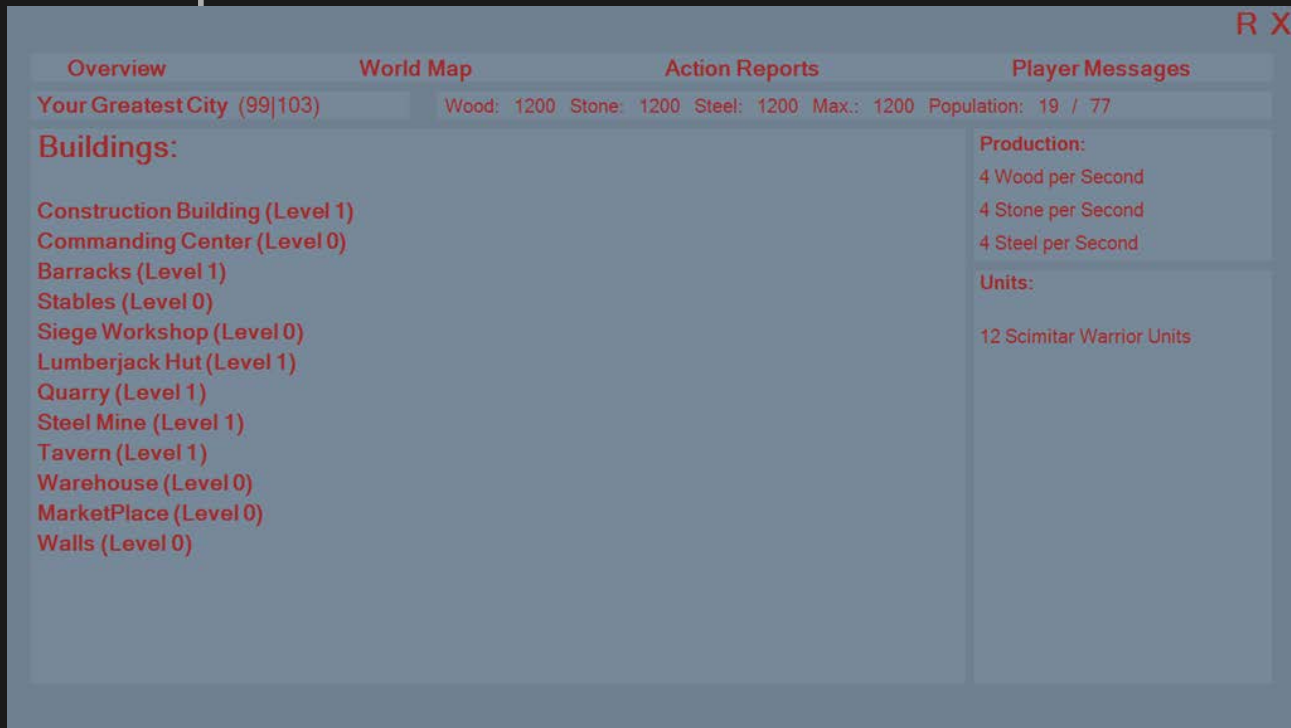 R X
Overview World Map Action Reports Player Messages
Your Greatest City (99|103) Wood: 1200 Stone: 1200 Steel: 1200 Max.: 1200 Population: 19 / 77
Buildings:
Construction Building (Level 1)
Commanding Center (Level 0)
Barracks (Level 1)
Stables (Level 0)
Siege Workshop (Level 0)
Lumberjack Hut (Level 1)
Quarry (Level 1)
Steel Mine (Level 1)
Tavern (Level 1)
Warehouse (Level 0)
MarketPlace (Level 0)
Walls (Level 0)
Production:
4 Wood per Second
4 Stone per Second
4 Steel per Second
Units:
12 Scimitar Warrior Units